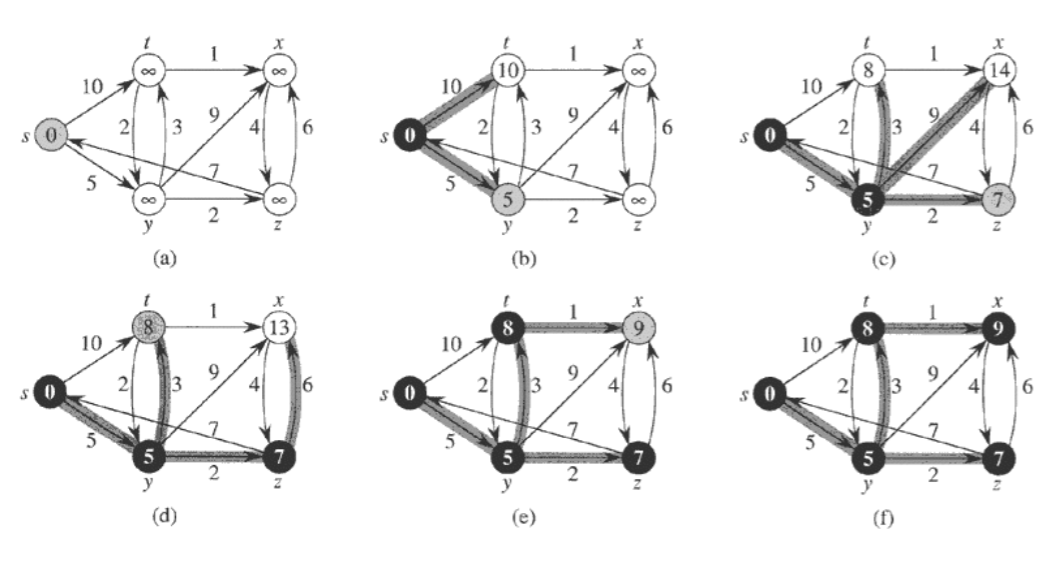 t x t x t x
1 1 1
∞ ∞ 10 ∞ 8 14
10 10 10
s 0 2 3 9 4 6 s 0 2 3 9 4 6 s 0 2 3 9 4 6
5 7 5 7 5 7
∞ 2 ∞ 5 2 ∞ 5 2 7
y z y z y z
(a) (b) (c)
t x t x t x
1 1 1
8 13 8 9 8 9
10 10 10
s 0 2 3 9 4 6 s 0 2 3 9 4 6 s 0 2 3 9 4 6
5 7 5 7 5 7
5 2 7 5 2 7 5 2 7
y z y z y z
(d) (e) (f)